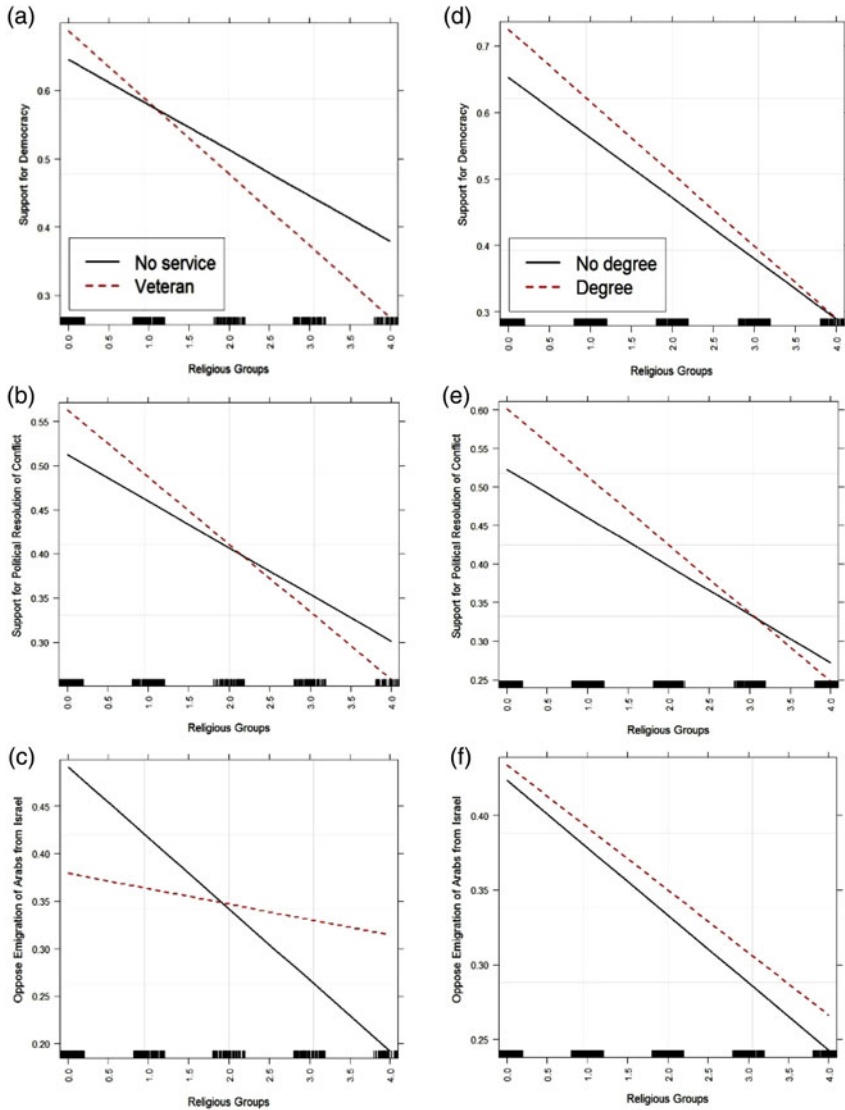 (a)
Support for Democracy
0.6
0.5
0.4
0.3
No service
Veteran
0.0 0.5 1.0 1.5 2.0 2.5 3.0 3.5 4.0
Religious Groups
(d)
Support for Democracy
0.7
0.6
0.5
0.4
0.3
No degree
Degree
0.0 0.5 1.0 1.5 2.0 2.5 3.0 3.5 4.0
Religious Groups
(b)
Support for Political Resolution of Conflict
0.55
0.50
0.45
0.40
0.35
0.30
0.0 0.5 1.0 1.5 2.0 2.5 3.0 3.5 4.0
Religious Groups
(e)
Support for Political Resolution of Conflict
0.60
0.55
0.50
0.45
0.40
0.35
0.30
0.25
0.0 0.5 1.0 1.5 2.0 2.5 3.0 3.5 4.0
Religious Groups
(c)
Oppose Emigration of Arabs from Israel
0.45
0.40
0.35
0.30
0.25
0.20
0.0 0.5 1.0 1.5 2.0 2.5 3.0 3.5 4.0
Religious Groups
(f)
Oppose Emigration of Arabs from Israel
0.40
0.35
0.30
0.25
0.0 0.5 1.0 1.5 2.0 2.5 3.0 3.5 4.0
Religious Groups